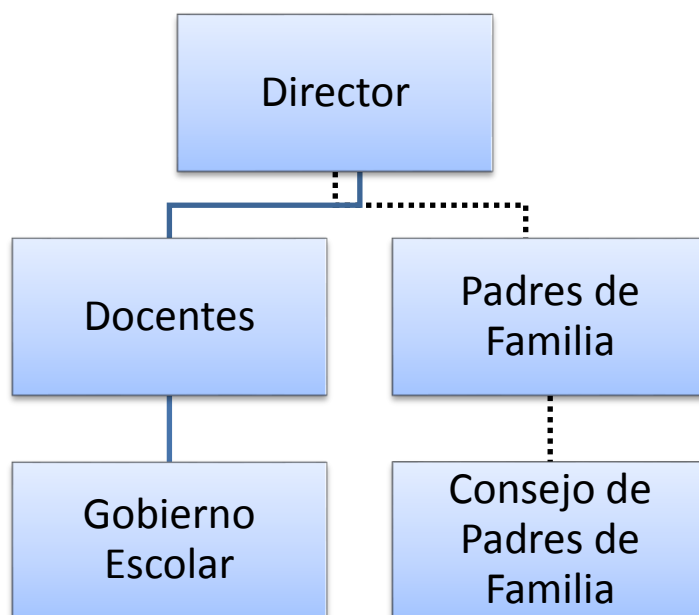 Director
Docentes
Padres de
Familia
Gobierno
Escolar
Consejo de
Padres de
Familia